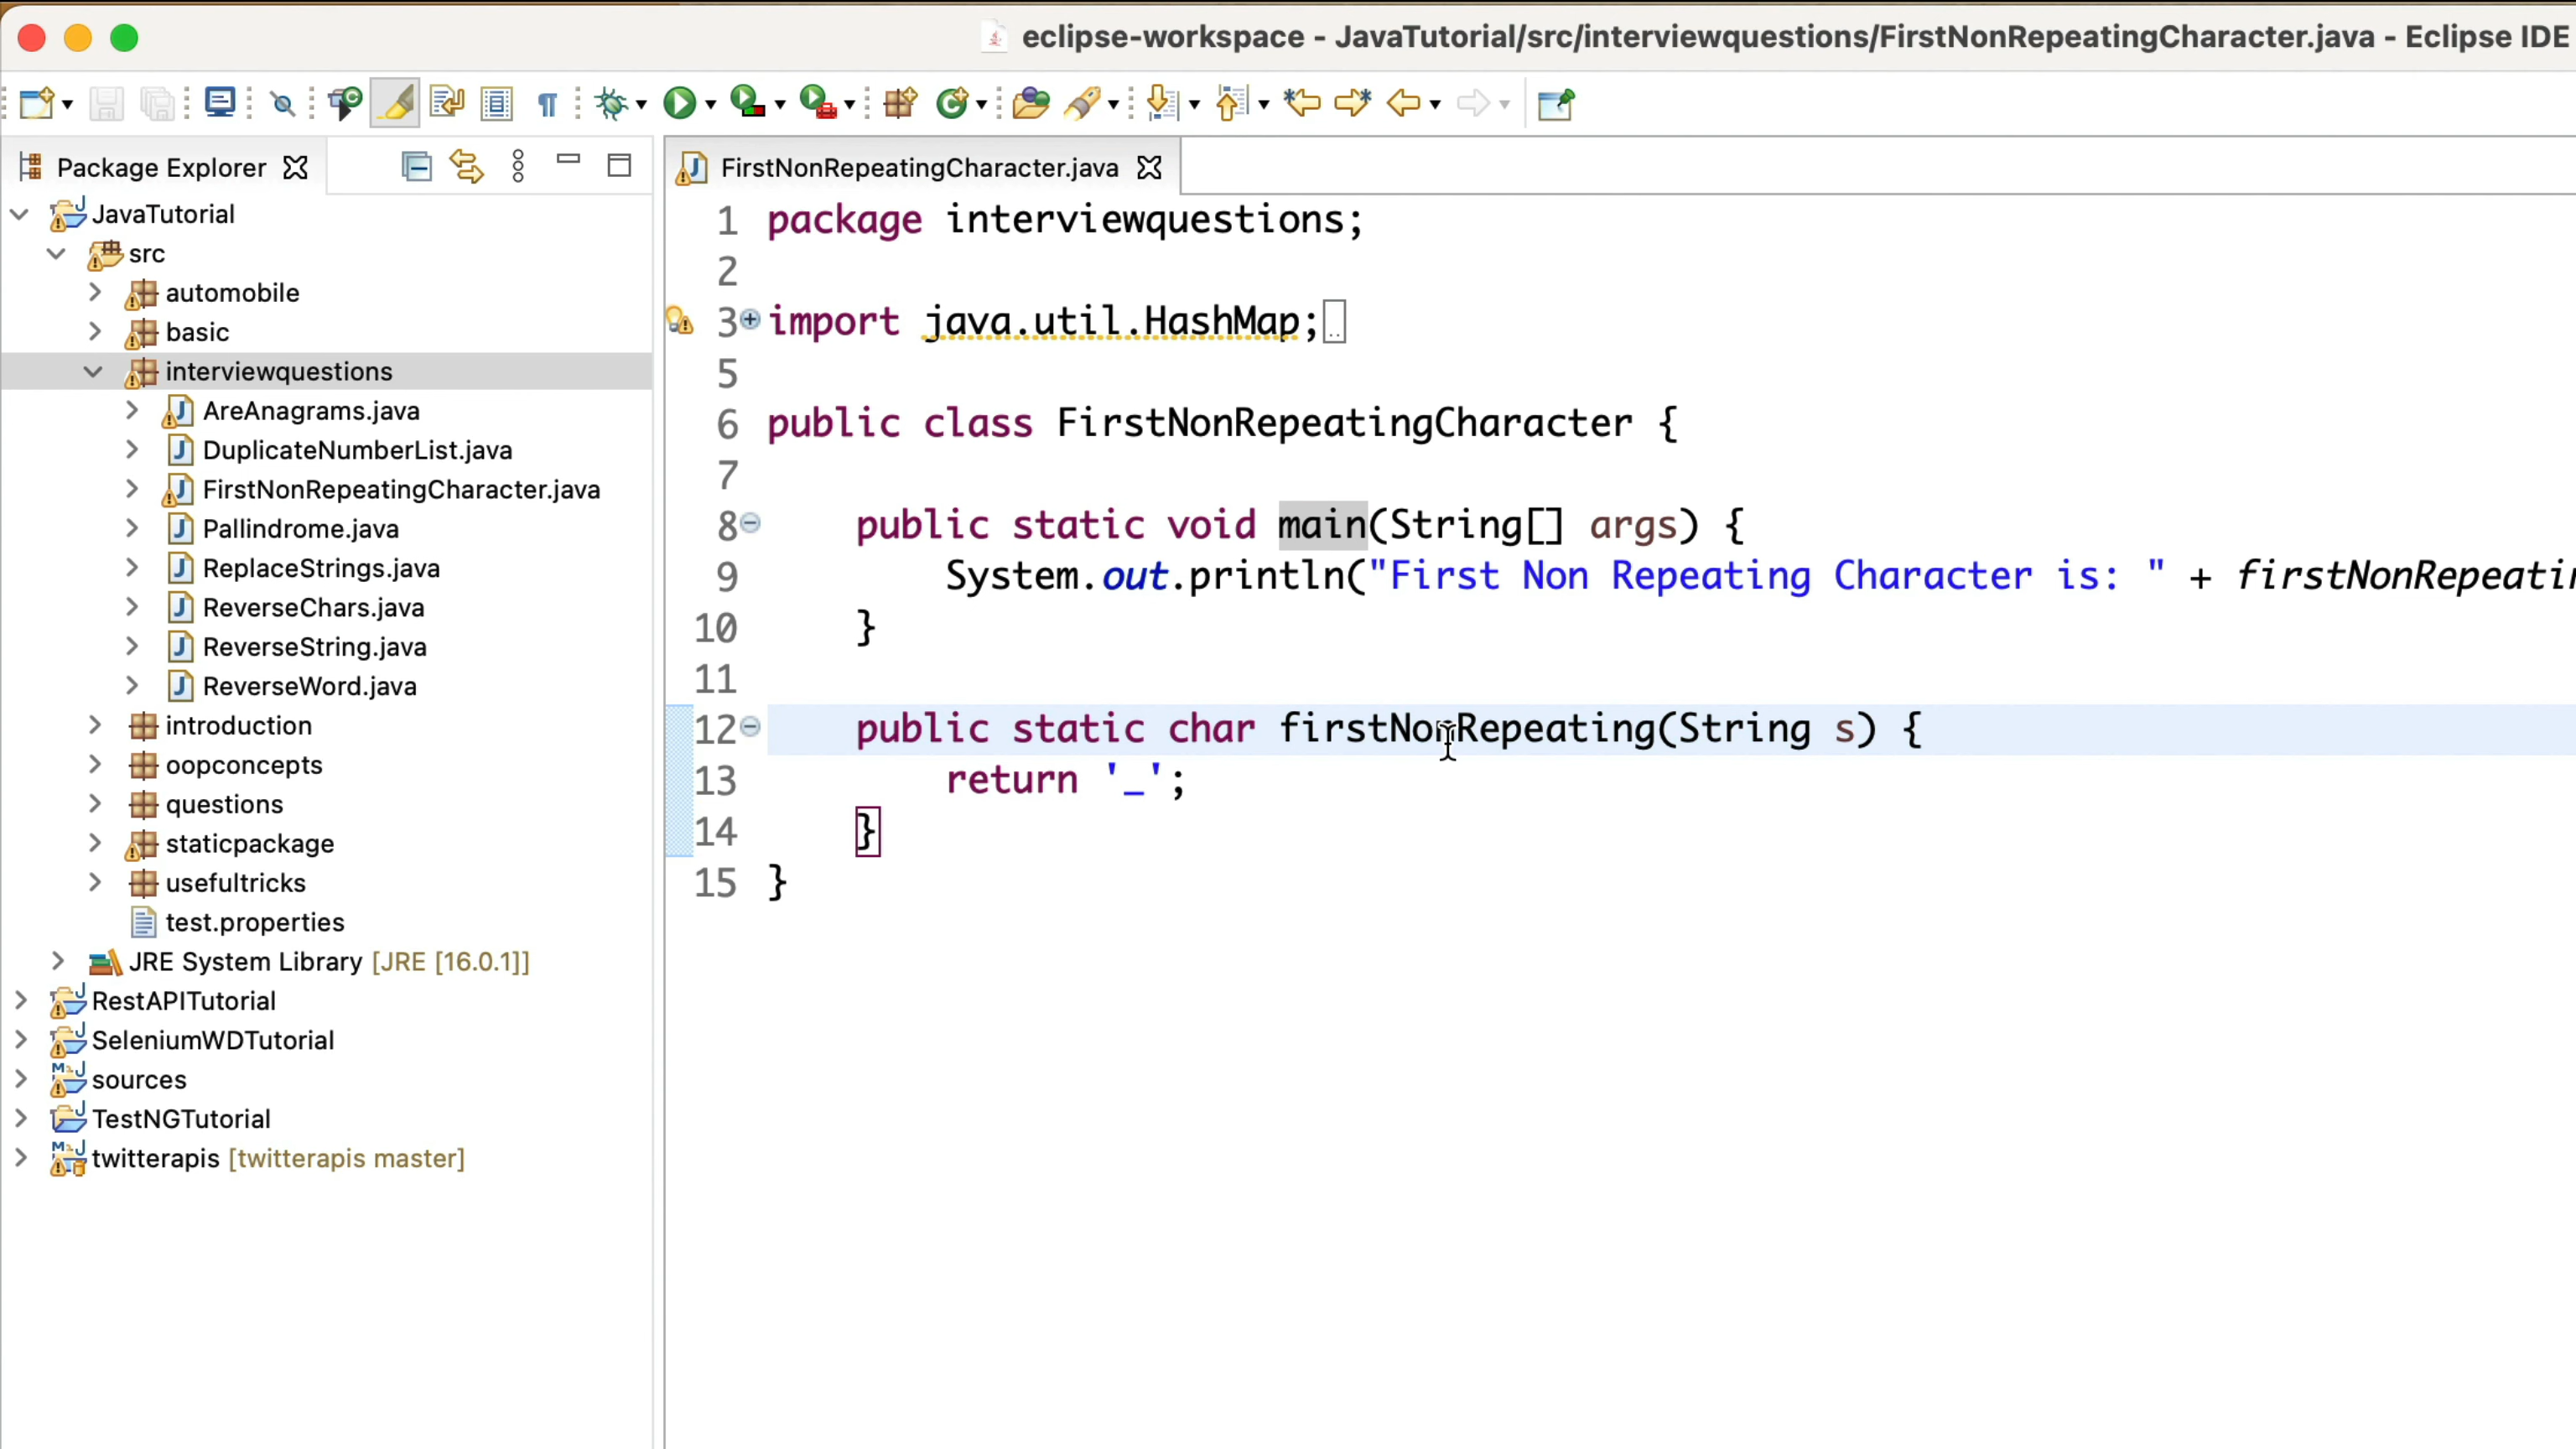 eclipse-workspace - JavaTutorial/src/interviewquestions/FirstNonRepeatingCharacter.java - Eclipse IDE
Package Explorer
JavaTutorial
src
automobile
basic
interviewquestions
AreAnagrams.java
DuplicateNumberList.java
FirstNonRepeatingCharacter.java
Pallindrome.java
ReplaceStrings.java
ReverseChars.java
ReverseString.java
ReverseWord.java
introduction
oopconcepts
questions
staticpackage
usefultricks
test.properties
JRE System Library [JRE [16.0.1]]
RestAPITutorial
SeleniumWDTutorial
sources
TestNGTutorial
twitterapis [twitterapis master]
FirstNonRepeatingCharacter.java
1 package interviewquestions;
2
3 import java.util.HashMap;
5
6 public class FirstNonRepeatingCharacter {
7
8 public static void main(String[] args) {
9 System.out.println("First Non Repeating Character is: " + firstNonRepeatin
10 }
11
12 public static char firstNonRepeating(String s) {
13 return '_';
14 }
15 }